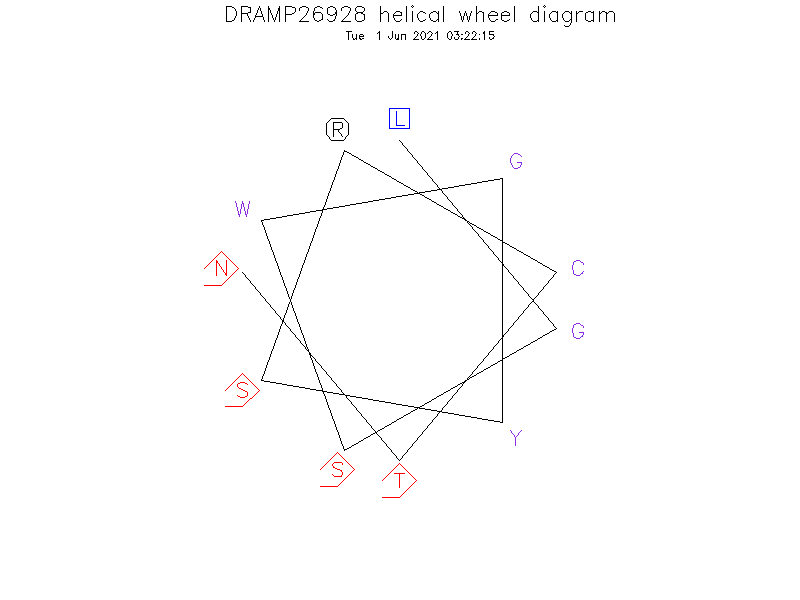 DRAMP26928 helical wheel diagram
Tue 1 Jun 2021 03:22:15
R L
G
W
N C
G
S
Y
S T